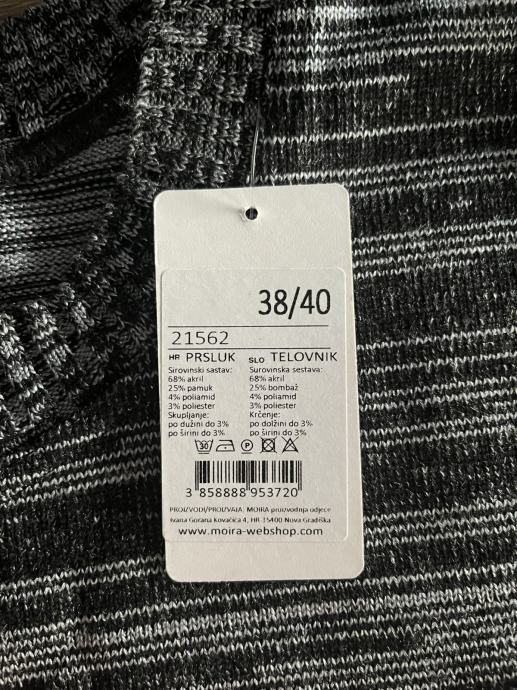 38/40
21562
HR PRSLUK SLO TELOVNIK
Sirovinski sastav: Surovinska sestava:
68% akril 68% akril
25% pamuk 25% bombaž
4% poliamid 4% poliamid
3% poliester 3% poliester
Skupljanje: Krčenje:
po dužini do 3% po dolžini do 3%
po širini do 3% po širini do 3%
30 P
3 858888 953720
PROIZVODI/PROIZVAJA: MOIRA proizvodnja odjeće
Ivana Gorana Kovačića 4, HR-35400 Nova Gradiška
www.moira-webshop.com